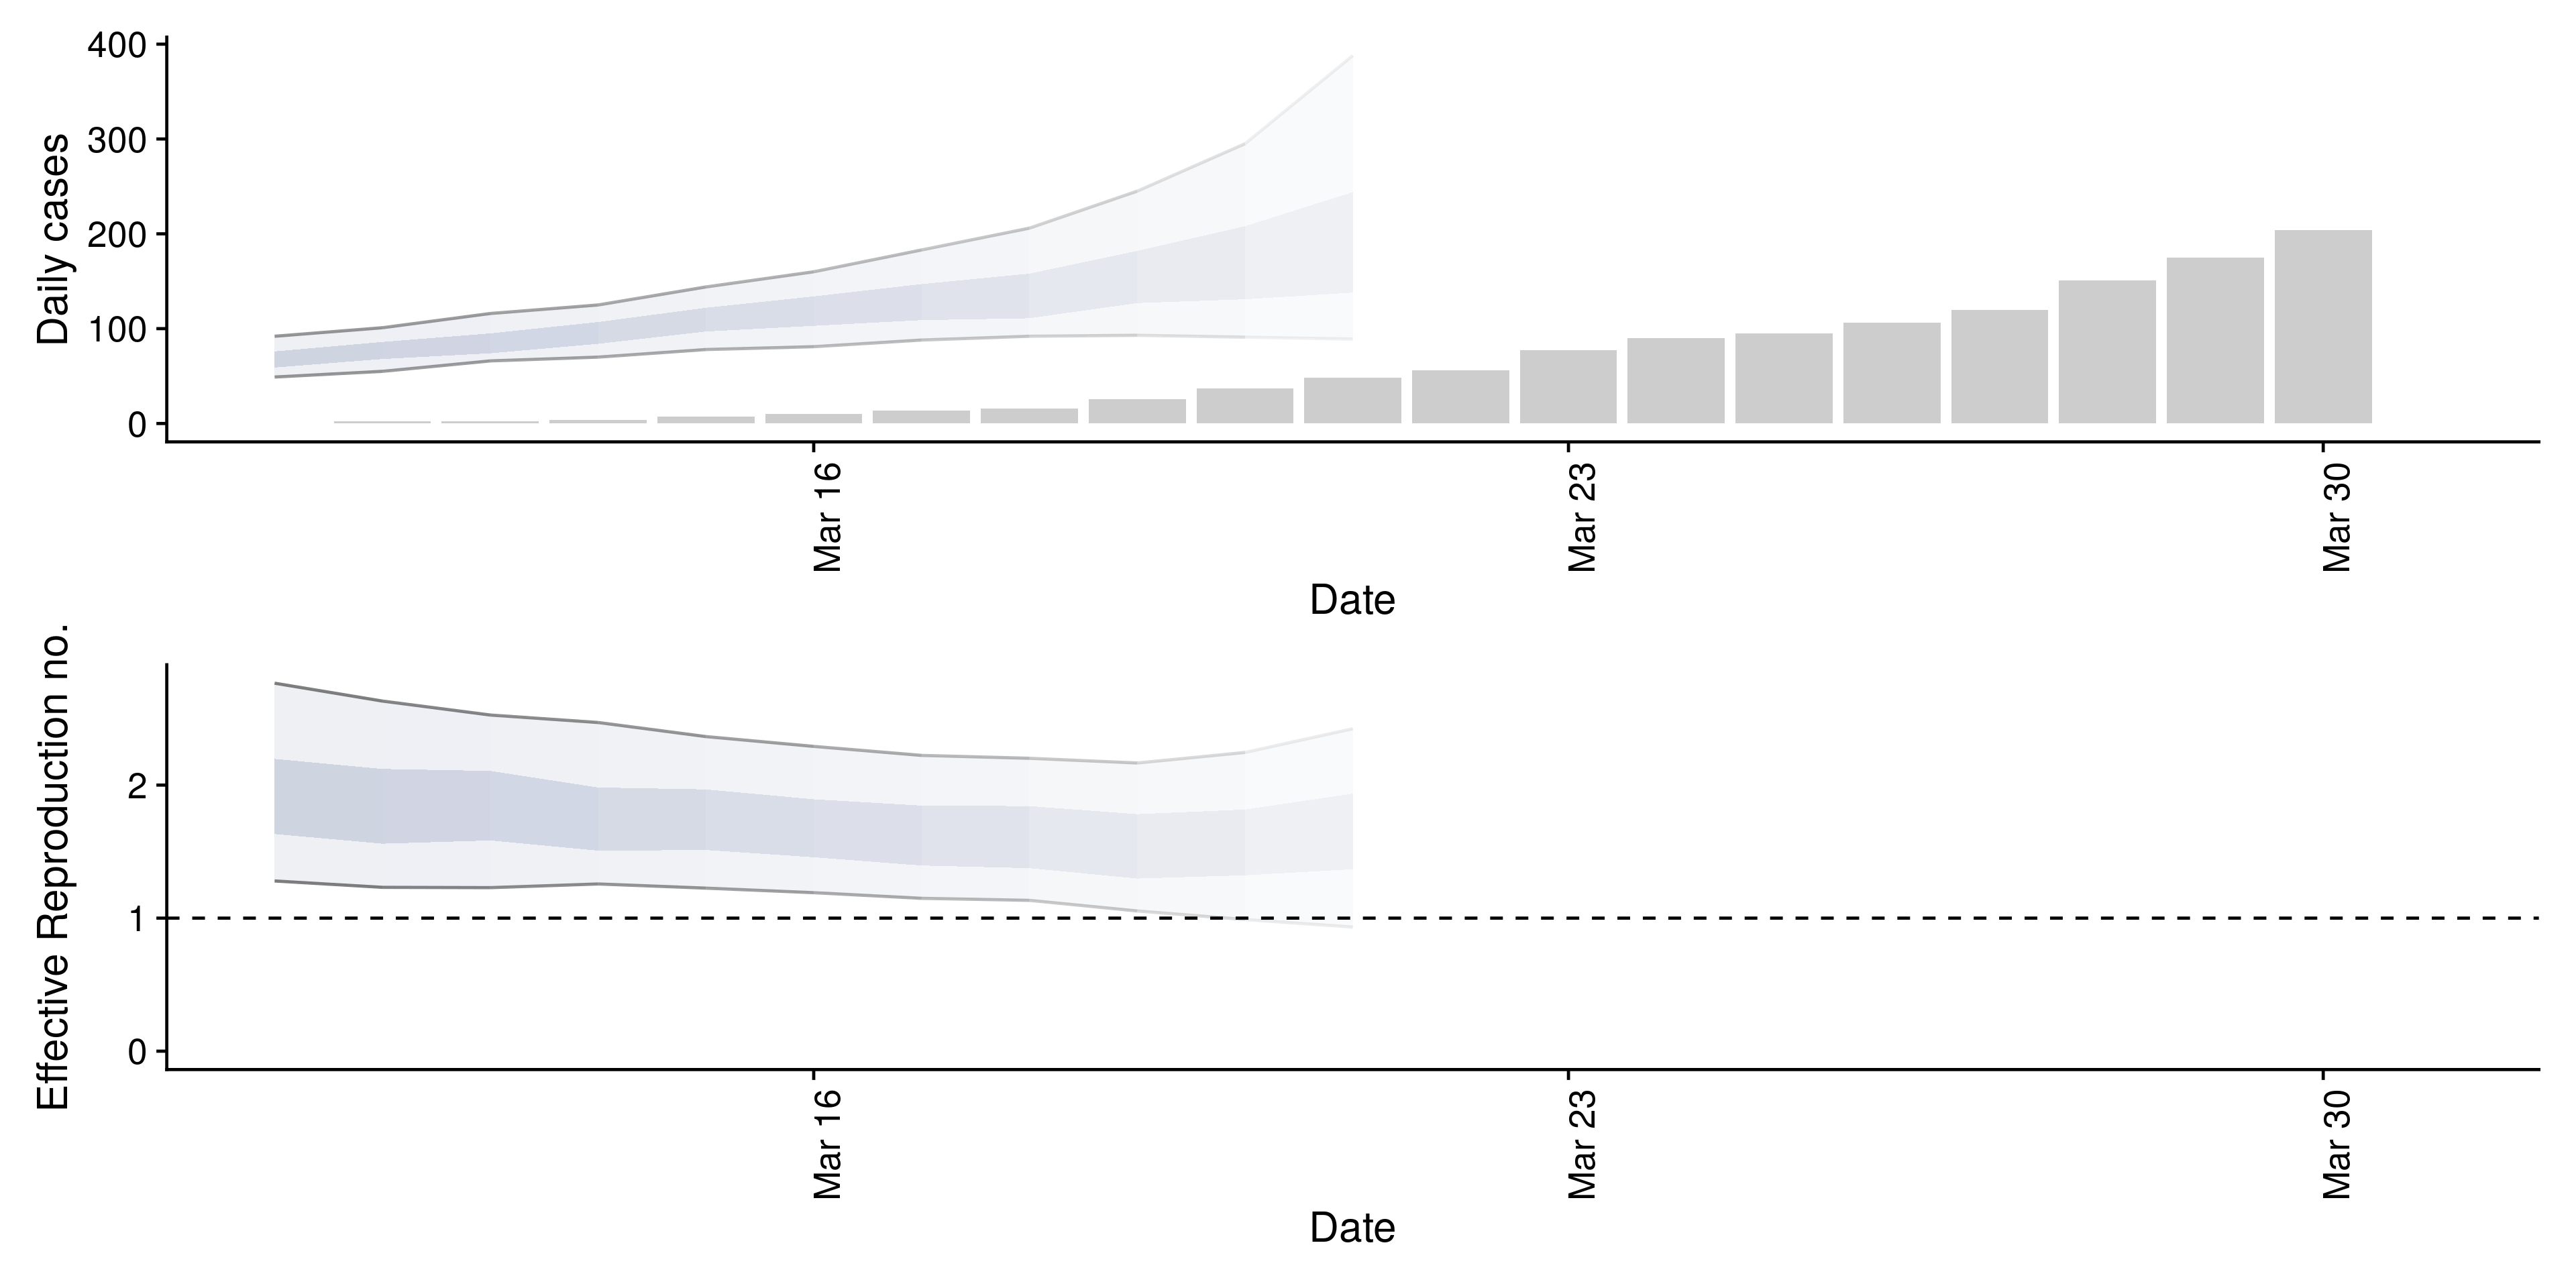 Daily cases
400
300
200
100
0
Mar 16
Mar 23
Mar 30
Date
Effective Reproduction no.
2
1
0
Mar 16
Mar 23
Mar 30
Date